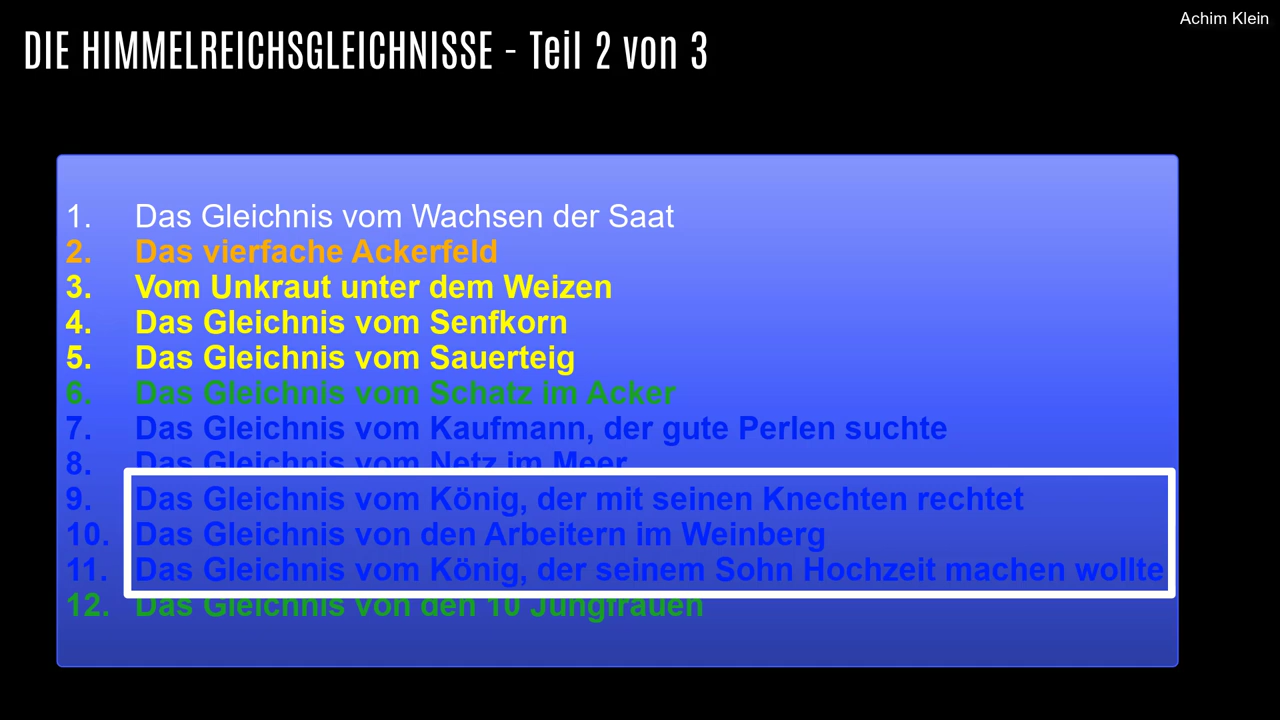 Achim Klein
DIE HIMMELREICHSGLEICHNISSE - Teil 2 von 3
1. Das Gleichnis vom Wachsen der Saat
2. Das vierfache Ackerfeld
3. Vom Unkraut unter dem Weizen
4. Das Gleichnis vom Senfkorn
5. Das Gleichnis vom Sauerteig
6. Das Gleichnis vom Schatz im Acker
7. Das Gleichnis vom Kaufmann, der gute Perlen suchte
8. Das Gleichnis vom Netz im Meer
9. Das Gleichnis vom König, der mit seinen Knechten rechtet
10. Das Gleichnis von den Arbeitern im Weinberg
11. Das Gleichnis vom König, der seinem Sohn Hochzeit machen wollte
12. Das Gleichnis von den 10 Jungfrauen